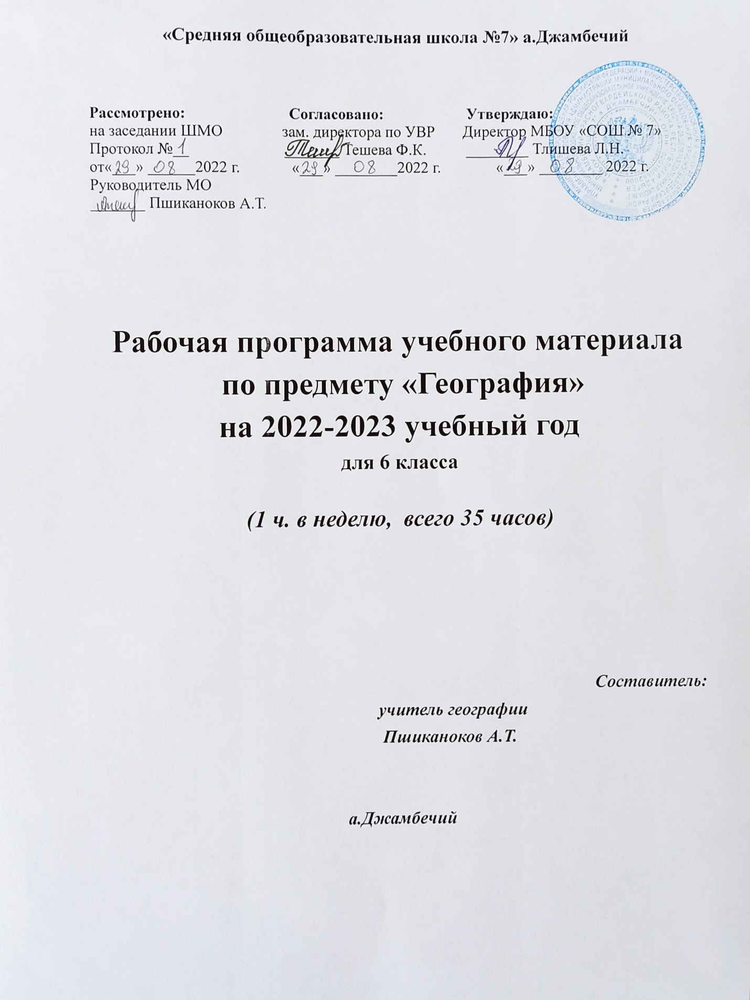 «Средняя общеобразовательная школа №7» а.Джамбечий
Рассмотрено:
на заседании ШМО
Протокол № 1
от« 29 » 08 2022 г.
Руководитель МО
Пшиканоков А.Т.
Согласовано:
зам. директора по УВР
Тешева Ф.К.
« 29 » 08 2022 г.
Утверждаю:
Директор МБОУ «СОШ № 7»
Тлишева Л.Н.
« 29 » 08 2022 г.
Рабочая программа учебного материала
по предмету «География»
на 2022-2023 учебный год
для 6 класса
(1 ч. в неделю, всего 35 часов)
Составитель:
учитель географии
Пшиканоков А.Т.
а.Джамбечий